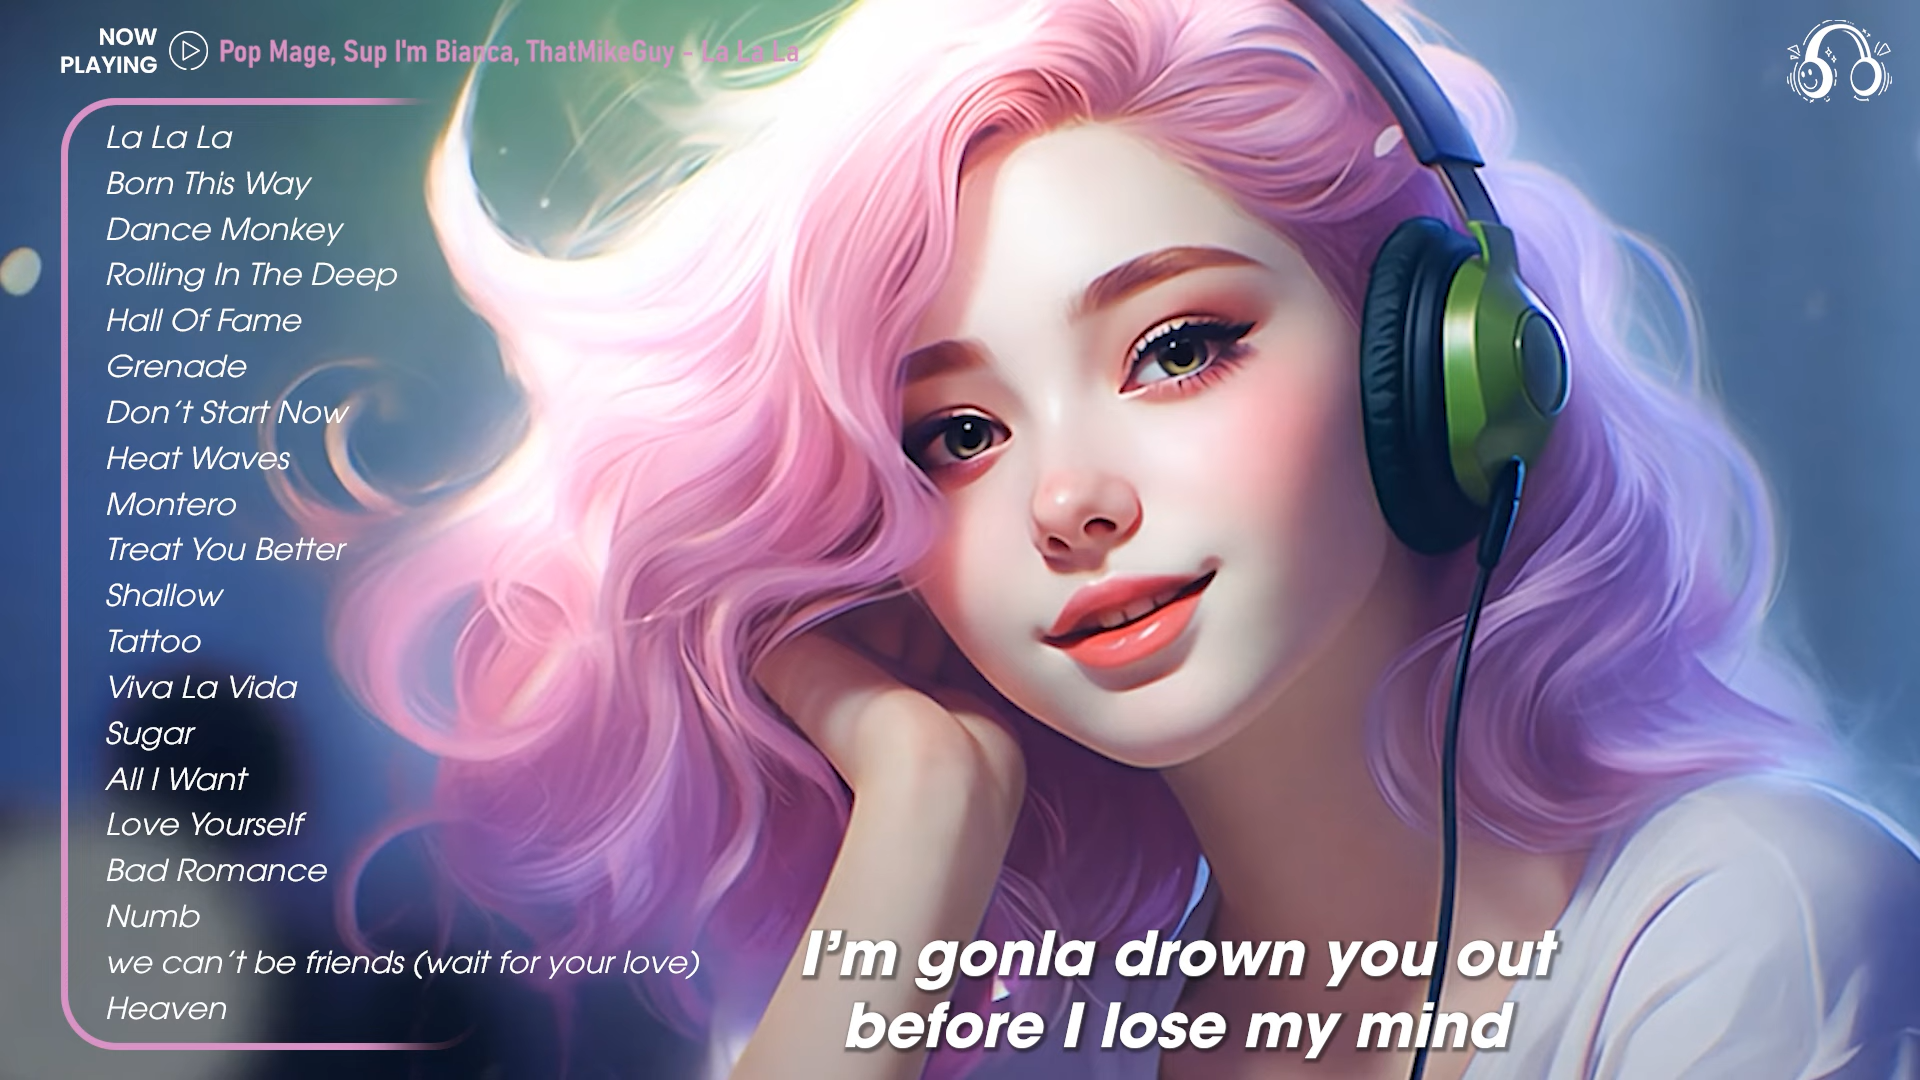 NOW
PLAYING
Pop Mage, Sup I'm Bianca, ThatMikeGuy - La La La
La La La
Born This Way
Dance Monkey
Rolling In The Deep
Hall Of Fame
Grenade
Don't Start Now
Heat Waves
Montero
Treat You Better
Shallow
Tattoo
Viva La Vida
Sugar
All I Want
Love Yourself
Bad Romance
Numb
we can't be friends (wait for your love)
Heaven
I'm gonla drown you out
before I lose my mind